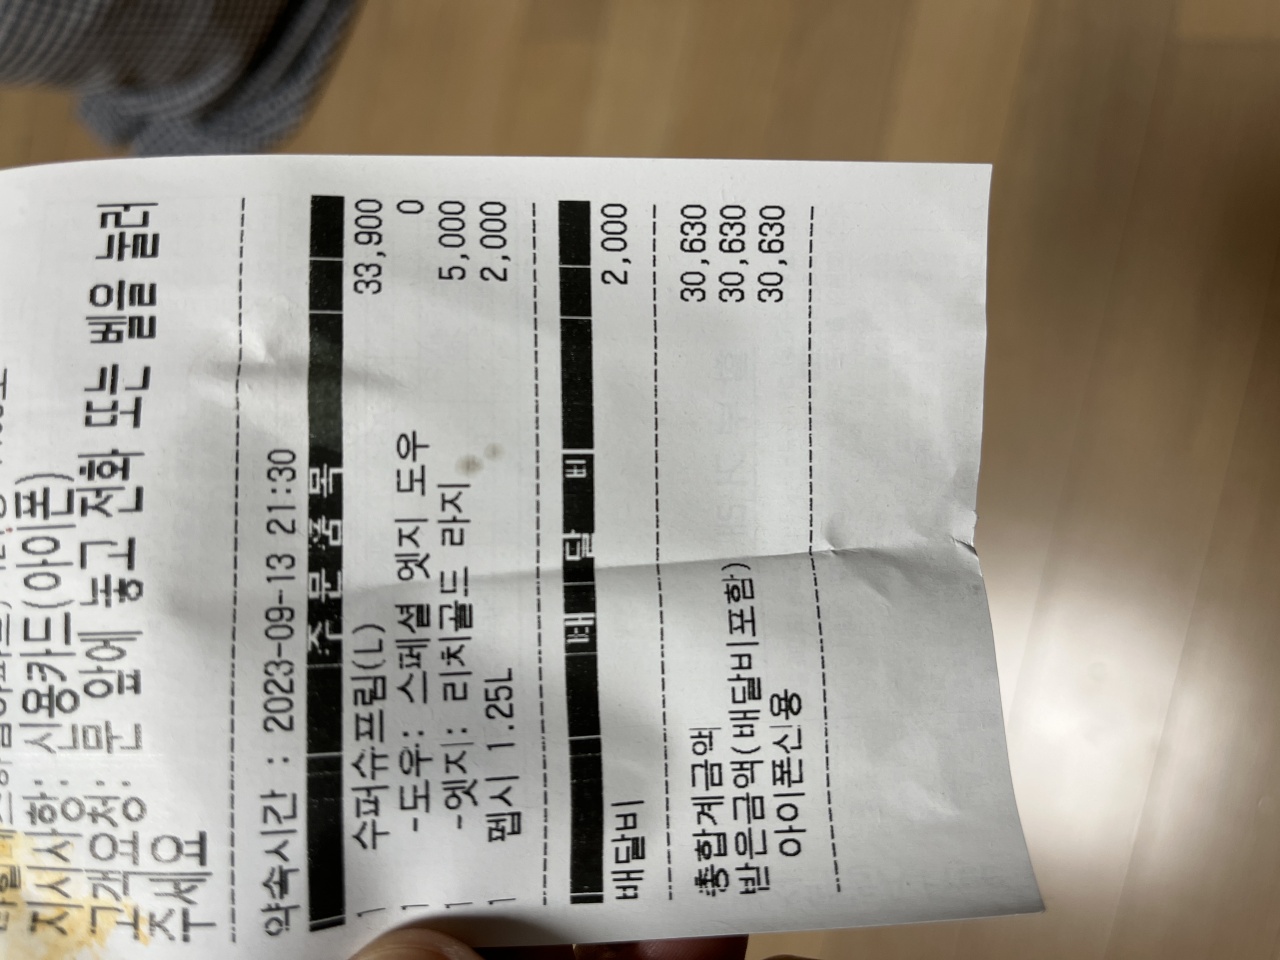 지시사항: 신용카드(아이폰)
고객요청: 문 앞에 놓고 전화 또는 벨을 눌러
주세요
약속시간 : 2023-09-13 21:30
주 문 품 목
1 수퍼슈프림(L) 33,900
1 -도우: 스페셜 엣지 도우 0
1 -엣지: 리치골드 라지 5,000
1 펩시 1.25L 2,000
배 달 비
배달비 2,000
총합계금액 30,630
받은금액(배달비포함) 30,630
아이폰신용 30,630